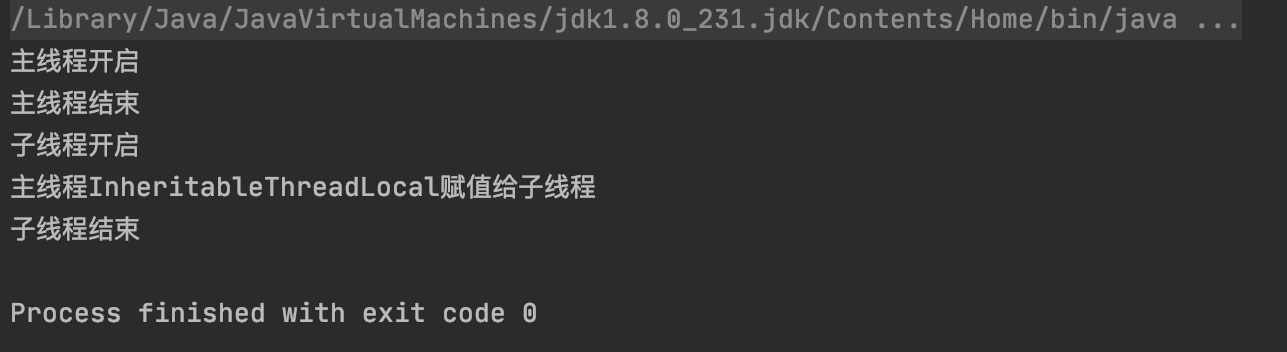 /Library/Java/JavaVirtualMachines/jdk1.8.0_231.jdk/Contents/Home/bin/java ...
主线程开启
主线程结束
子线程开启
主线程InheritableThreadLocal赋值给子线程
子线程结束
Process finished with exit code 0